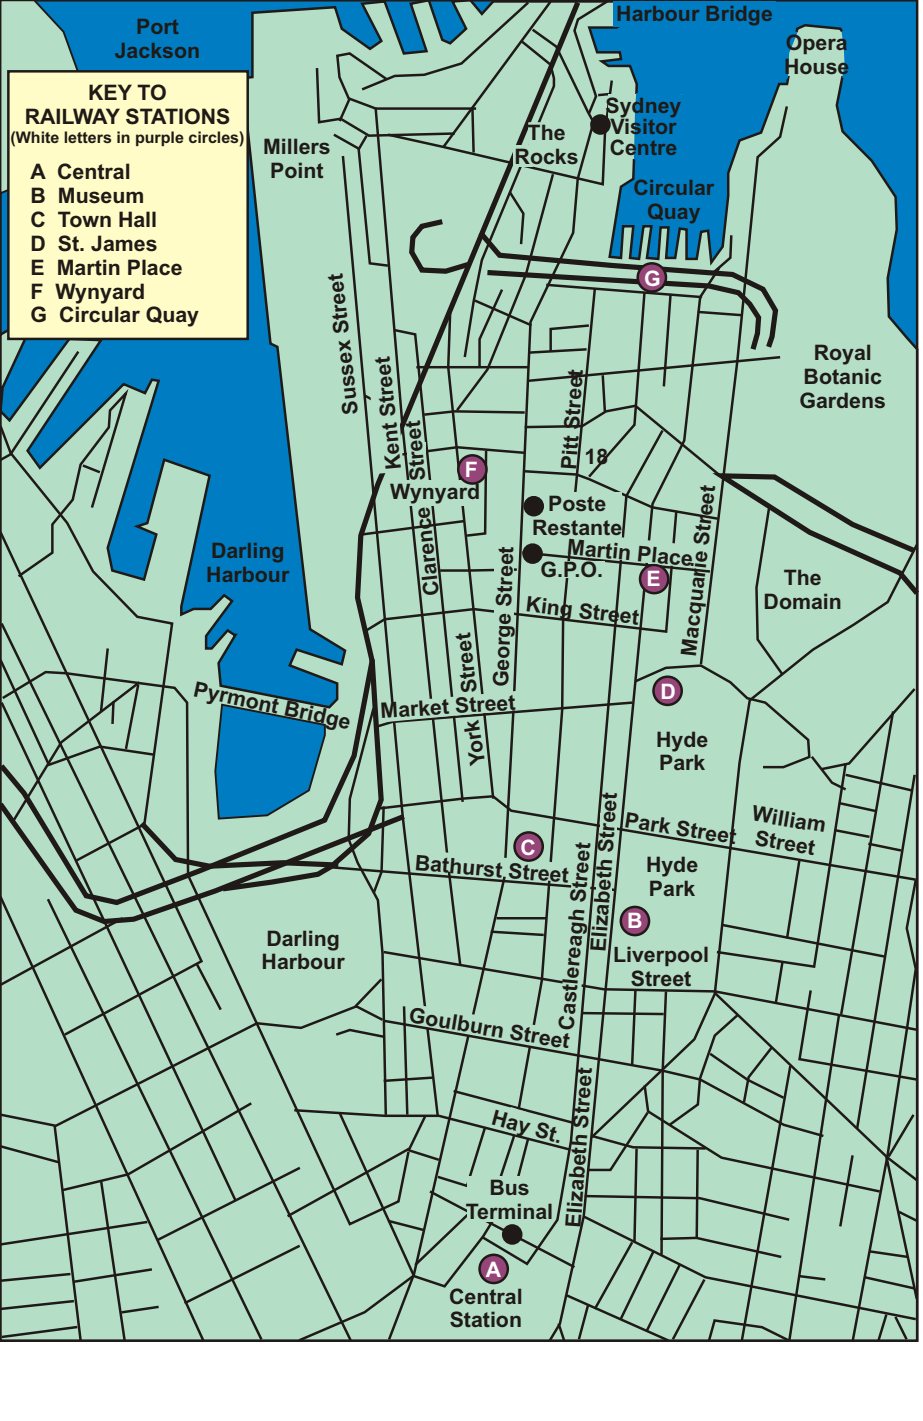 Harbour Bridge
Port
Jackson
Opera
House
KEY TO
RAILWAY STATIONS
(White letters in purple circles)
A Central
B Museum
C Town Hall
D St. James
E Martin Place
F Wynyard
G Circular Quay
Sydney
Visitor
Centre
The
Rocks
Millers
Point
Circular
Quay
G
Sussex Street
Kent Street
Royal
Botanic
Gardens
Pitt Street
18
F
Wynyard
Clarence Street
Poste
Restante
Martin Place
G.P.O.
E
Macquarie Street
Darling
Harbour
The
Domain
George Street
King Street
York Street
D
Pyrmont Bridge
Market Street
Hyde
Park
Park Street
William
Street
C
Bathurst Street
Castlereagh Street
Elizabeth Street
Hyde
Park
B
Darling
Harbour
Liverpool
Street
Goulburn Street
Hay St.
Elizabeth Street
Bus
Terminal
A
Central
Station